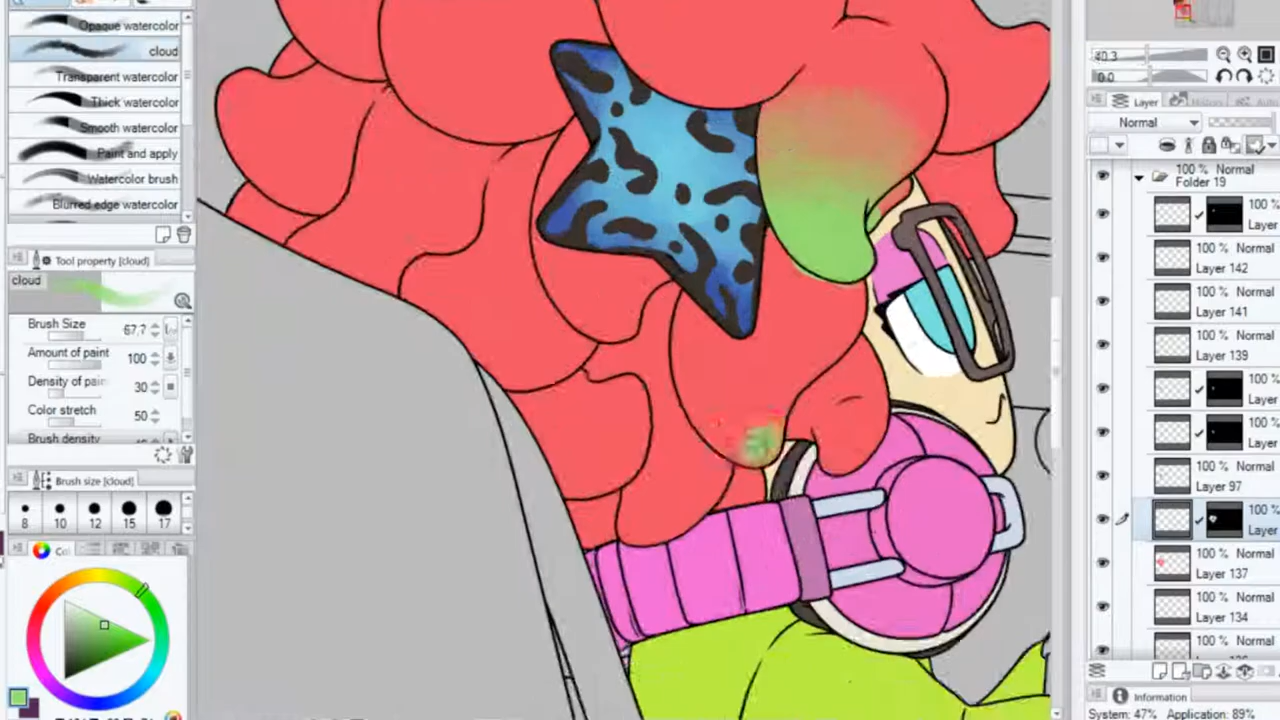 Opaque watercolor
cloud
Transparent watercolor
Thick watercolor
Smooth watercolor
Paint and apply
Watercolor brush
Blurred edge watercolor
Tool property [cloud]
cloud
Brush Size 67.7
Amount of paint 100
Density of pain 30
Color stretch 50
Brush density
Brush size [cloud]
8 10 12 15 17
40.3
0.0
Layer
Normal
100 % Normal
Folder 19
100 %
Layer
100 % Normal
Layer 142
100 % Normal
Layer 141
100 % Normal
Layer 139
100 %
Layer
100 %
Layer
100 % Normal
Layer 97
100 %
Layer
100 % Normal
Layer 137
100 % Normal
Layer 134
100 % Normal
Information
System: 47% Application: 89%